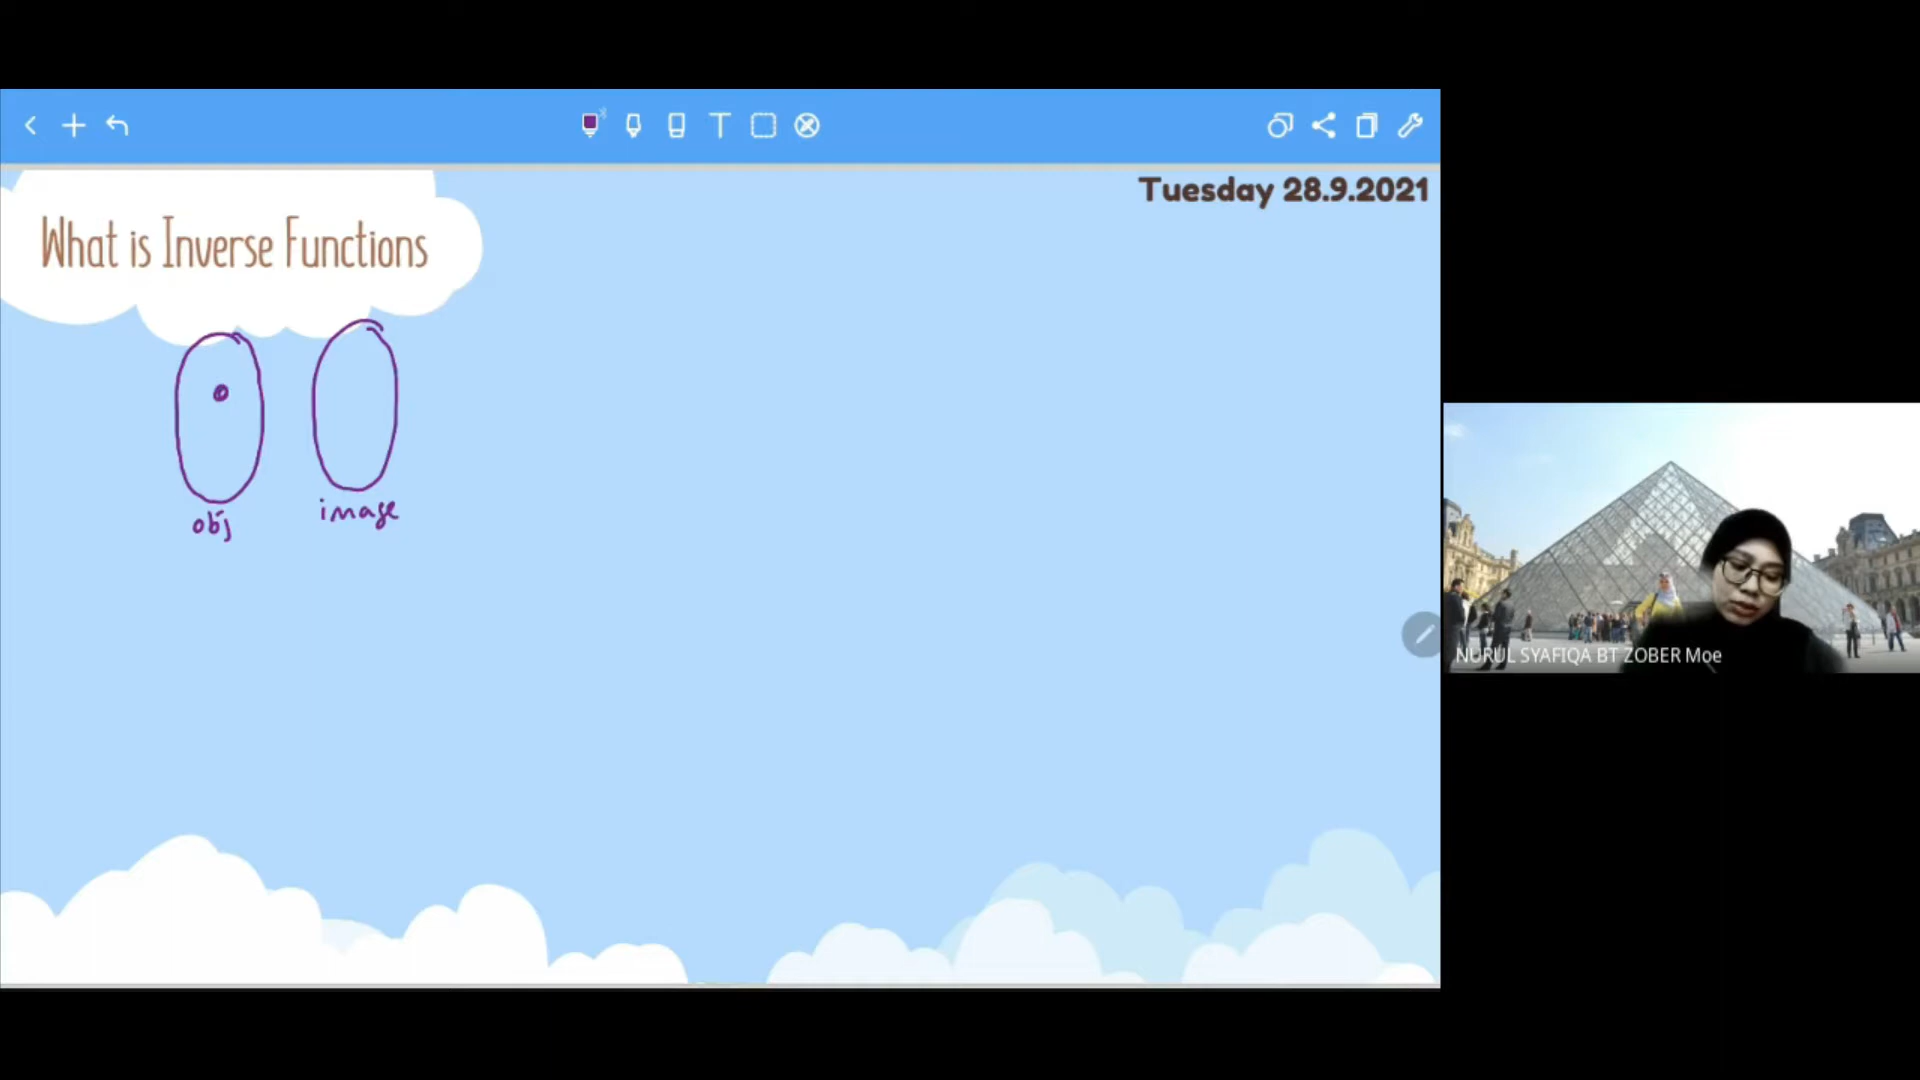 Tuesday 28.9.2021
What is Inverse Functions
obj
image
NURUL SYAFIQA BT ZOBER Moe